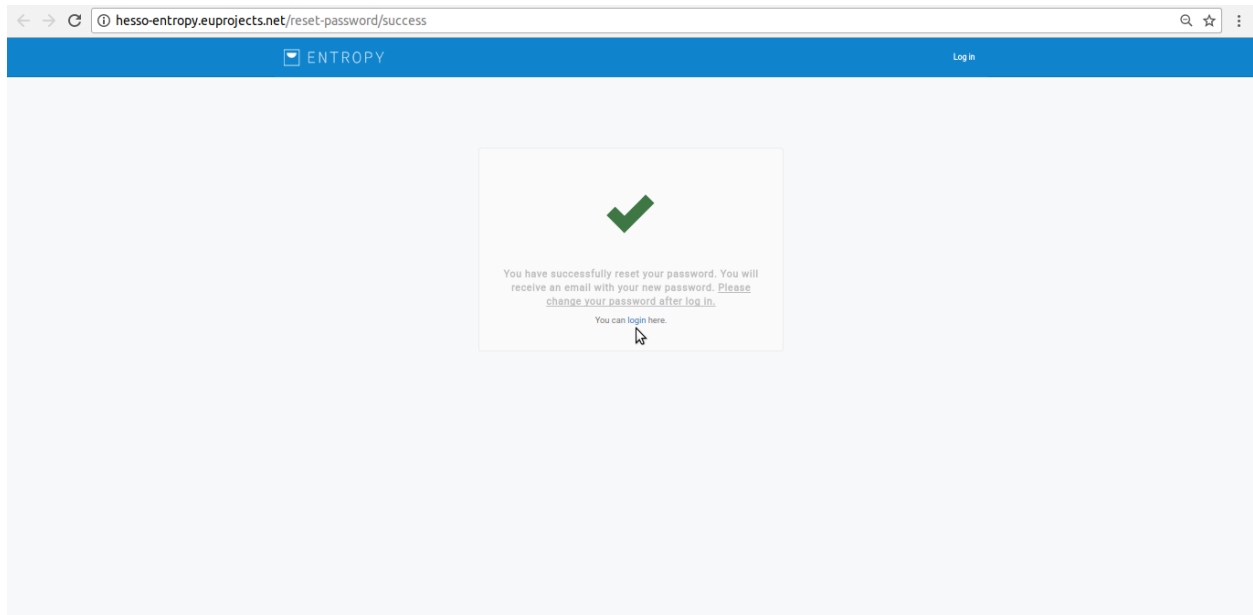 hesso-entropy.euprojects.net/reset-password/success
ENTROPY
Log in
You have successfully reset your password. You will
receive an email with your new password. Please
change your password after log in.
You can login here.